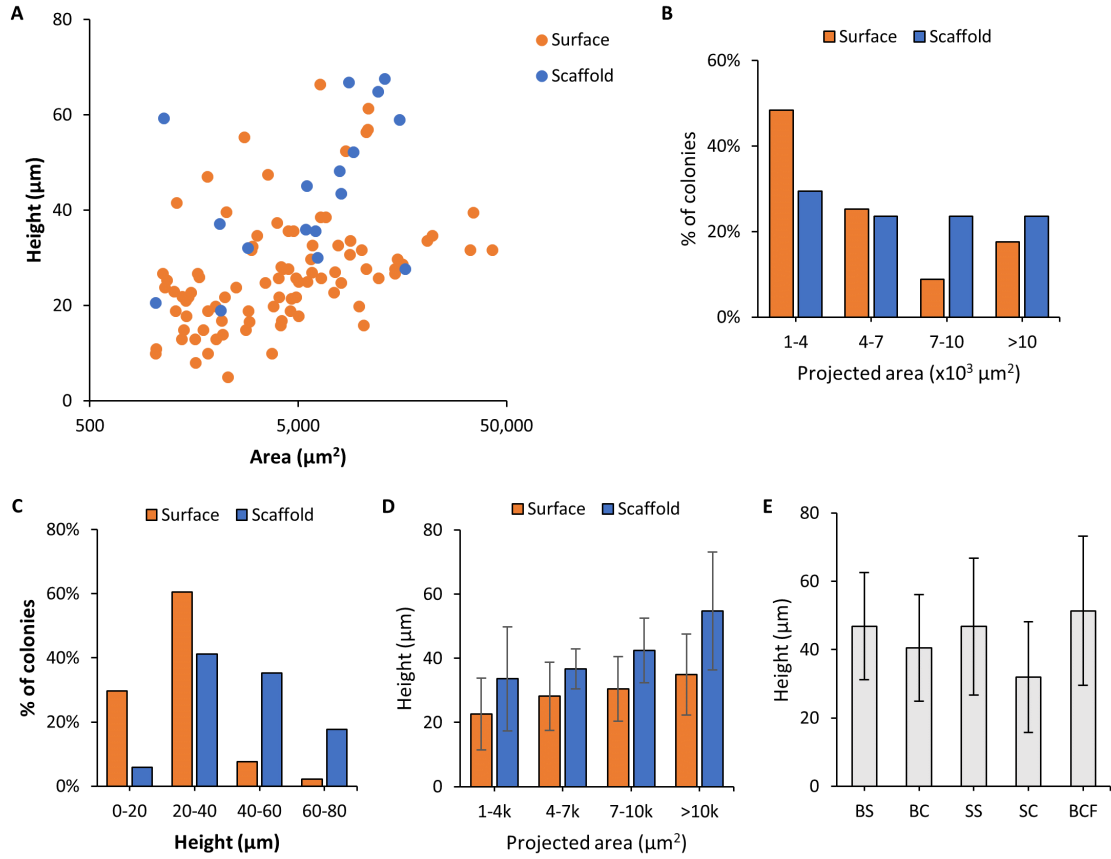 A
80
60
40
20
0
Height (µm)
500
5,000
50,000
Area (µm²)
Surface
Scaffold
B
Surface
Scaffold
60%
40%
20%
0%
% of colonies
1-4
4-7
7-10
>10
Projected area (x10³ µm²)
C
Surface
Scaffold
80%
60%
40%
20%
0%
% of colonies
0-20
20-40
40-60
60-80
Height (µm)
D
Surface
Scaffold
80
60
40
20
0
Height (µm)
1-4k
4-7k
7-10k
>10k
Projected area (µm²)
E
80
60
40
20
0
Height (µm)
BS
BC
SS
SC
BCF